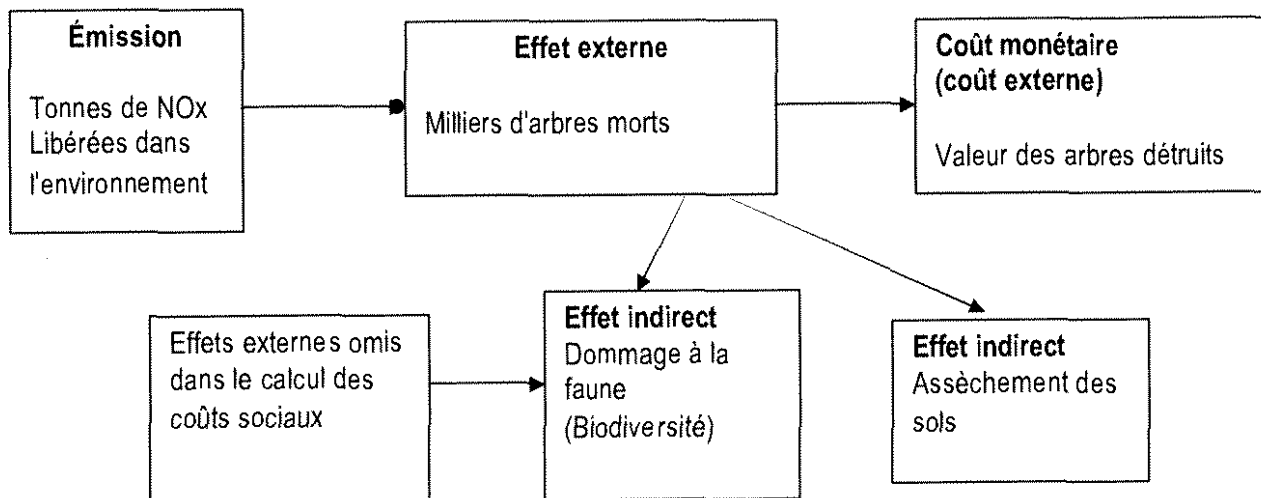 Émission
Tonnes de NOx
Libérées dans
l'environnement
Effet externe
Milliers d'arbres morts
Coût monétaire
(coût externe)
Valeur des arbres détruits
Effets externes omis
dans le calcul des
coûts sociaux
Effet indirect
Dommage à la
faune
(Biodiversité)
Effet indirect
Assèchement des
sols